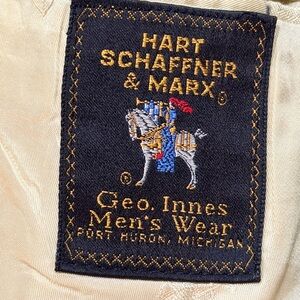 HART
SCHAFFNER
& MARX ®
®
Geo. Innes
Men's Wear
PORT HURON, MICHIGAN